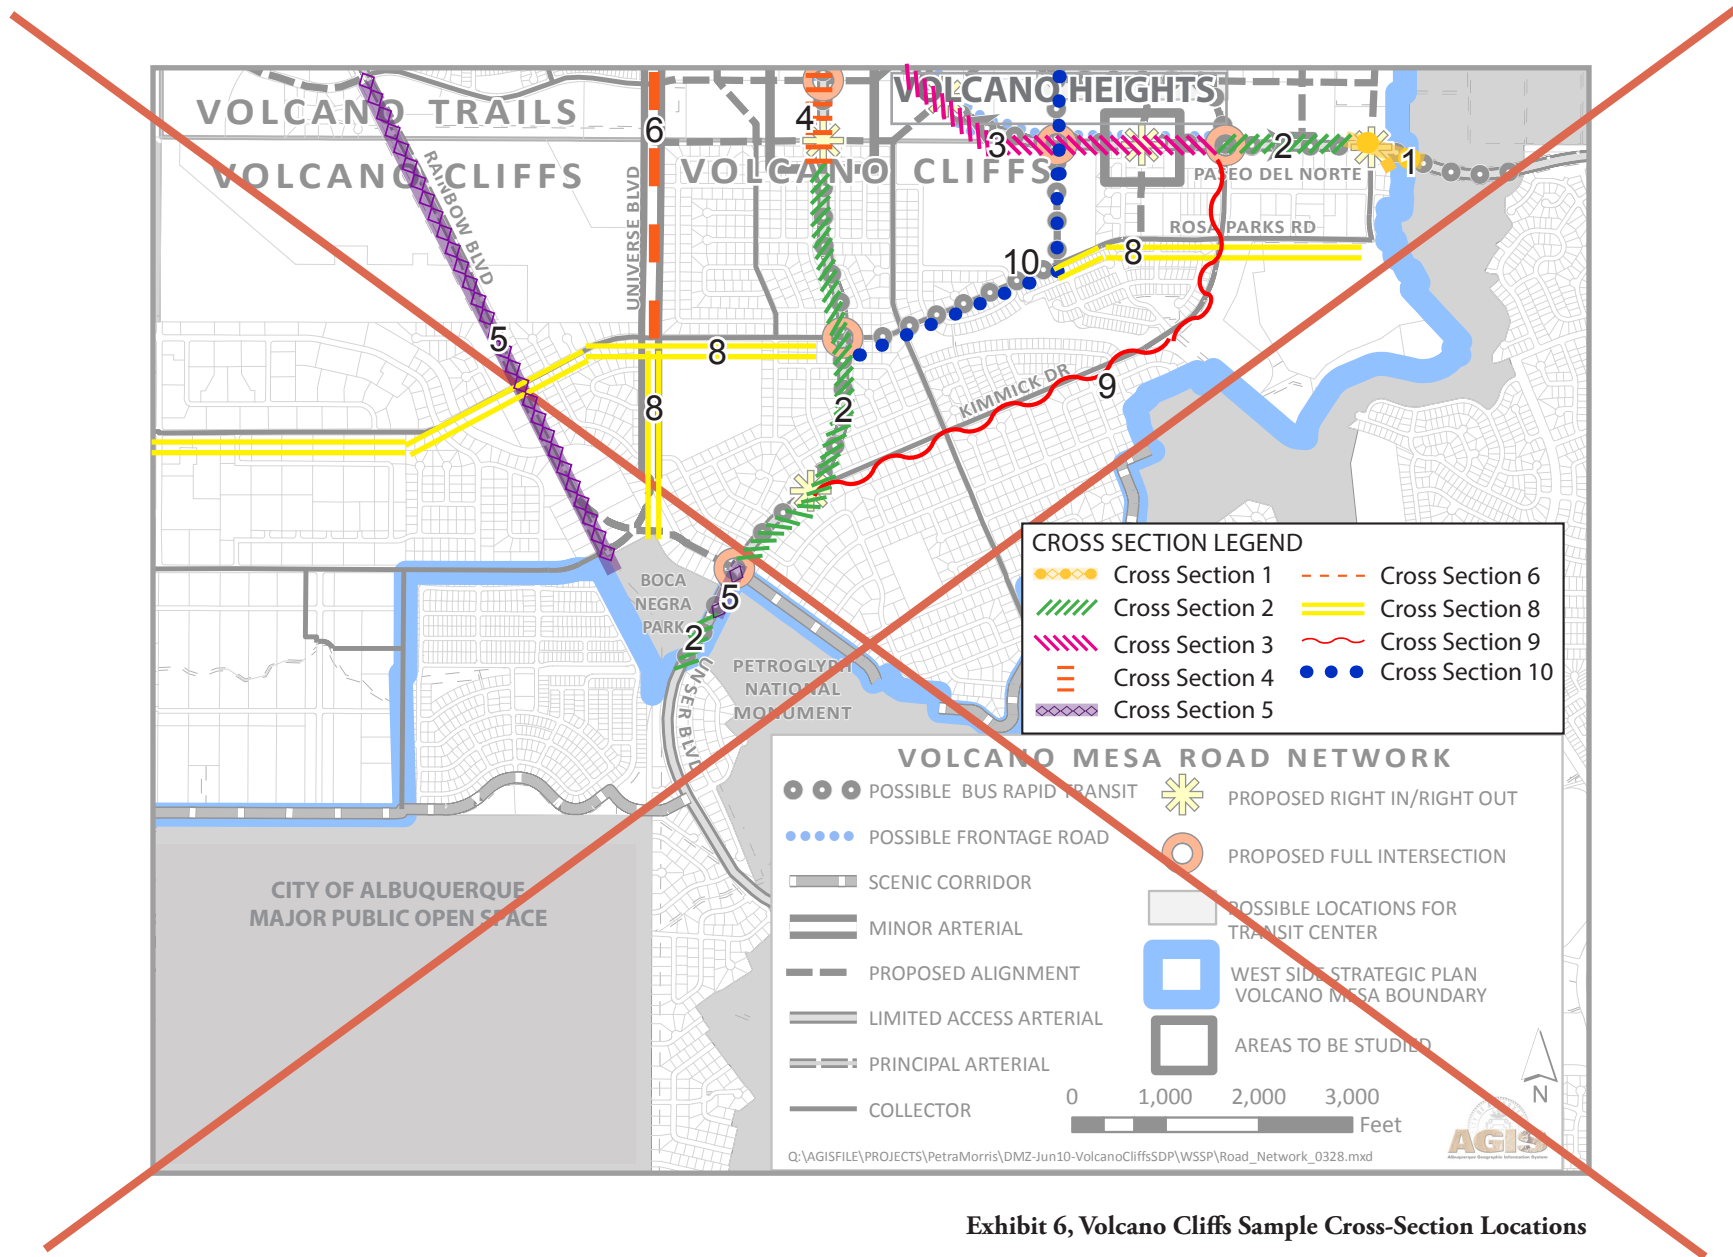 VOLCANO TRAILS
VOLCANO HEIGHTS
VOLCANO CLIFFS
VOLCANO CLIFFS
6
4
3
2
1
PASEO DEL NORTE
ROSA PARKS RD
RAINBOW BLVD
UNIVERSE BLVD
10
8
5
8
8
2
KIMMICK DR
9
BOCA
NEGRA
PARK
5
2
UNSER BLVD
PETROGLYPH
NATIONAL
MONUMENT
CROSS SECTION LEGEND
Cross Section 1
Cross Section 2
Cross Section 3
Cross Section 4
Cross Section 5
Cross Section 6
Cross Section 8
Cross Section 9
Cross Section 10
VOLCANO MESA ROAD NETWORK
POSSIBLE BUS RAPID TRANSIT
POSSIBLE FRONTAGE ROAD
SCENIC CORRIDOR
MINOR ARTERIAL
PROPOSED ALIGNMENT
LIMITED ACCESS ARTERIAL
PRINCIPAL ARTERIAL
COLLECTOR
PROPOSED RIGHT IN/RIGHT OUT
PROPOSED FULL INTERSECTION
POSSIBLE LOCATIONS FOR
TRANSIT CENTER
WEST SIDE STRATEGIC PLAN
VOLCANO MESA BOUNDARY
AREAS TO BE STUDIED
0 1,000 2,000 3,000
Feet
N
AGIS
Albuquerque Geographic Information System
Q:\AGISFILE\PROJECTS\PetraMorris\DMZ-Jun10-VolcanoCliffsSDP\WSSP\Road_Network_0328.mxd
CITY OF ALBUQUERQUE
MAJOR PUBLIC OPEN SPACE
Exhibit 6, Volcano Cliffs Sample Cross-Section Locations